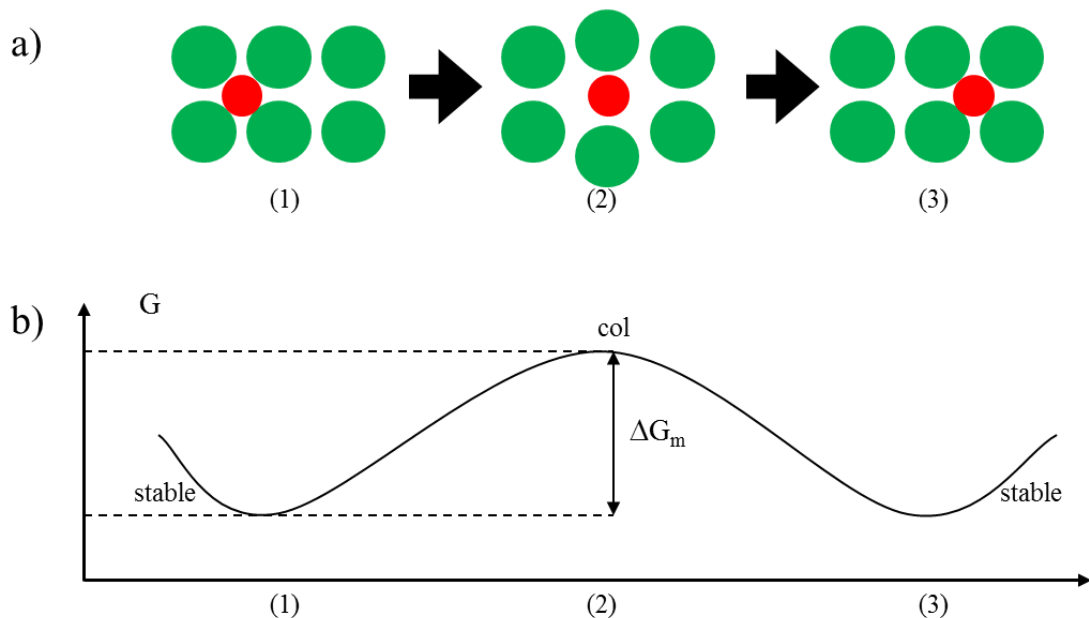 a)
(1)
(2)
(3)
b)
G
col
ΔGm
stable
stable
(1)
(2)
(3)